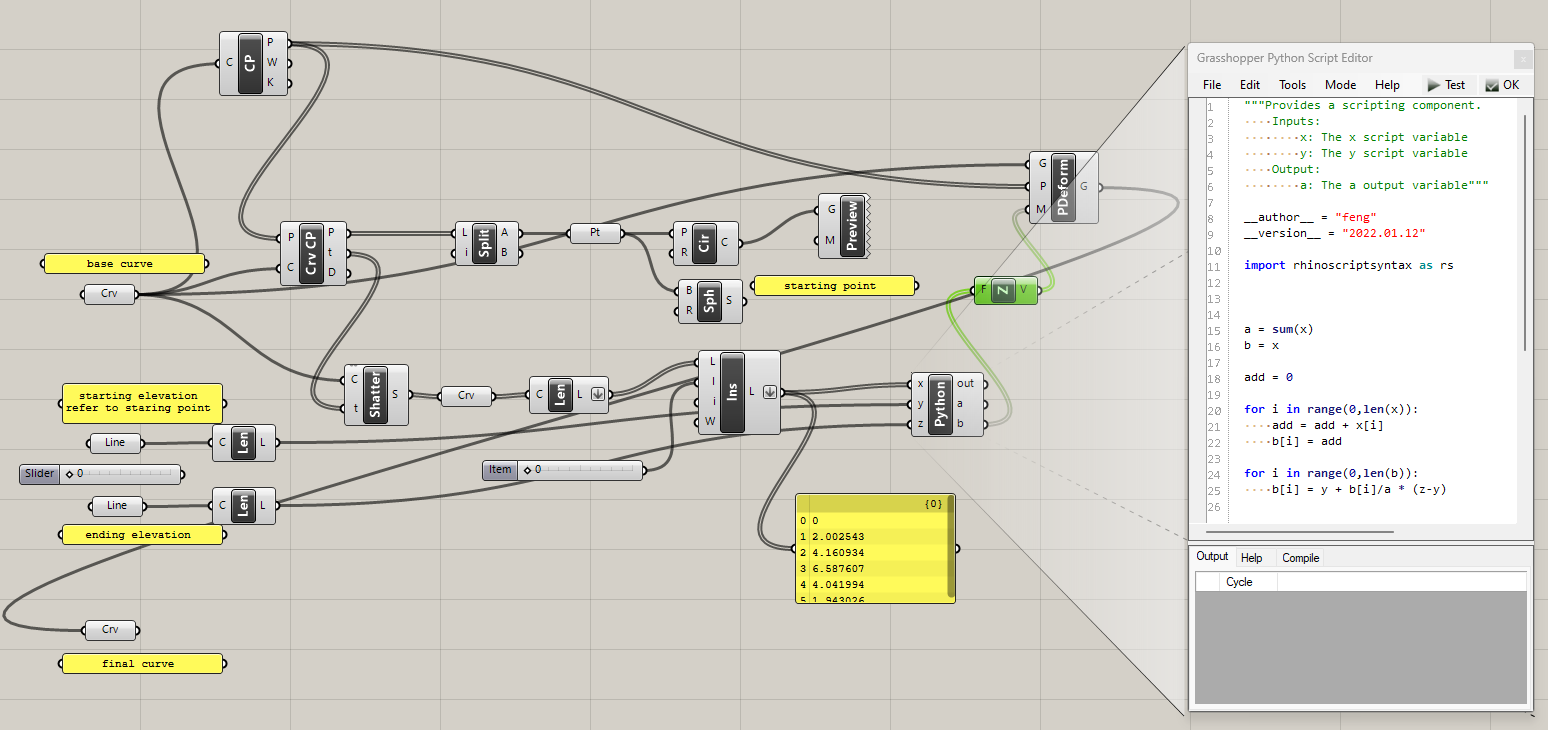 CP
C
P
W
K
Grasshopper Python Script Editor
x
File Edit Tools Mode Help Test OK
1 """Provides a scripting component.
2 ····Inputs:
3 ········x: The x script variable
4 ········y: The y script variable
5 ····Output:
6 ········a: The a output variable"""
7
8 __author__ = "feng"
9 __version__ = "2022.01.12"
10
11 import rhinoscriptsyntax as rs
12
13
14
15 a = sum(x)
16 b = x
17
18 add = 0
19
20 for i in range(0,len(x)):
21 ····add = add + x[i]
22 ····b[i] = add
23
24 for i in range(0,len(b)):
25 ····b[i] = y + b[i]/a * (z-y)
26
Output Help Compile
Cycle
G
P
M
PDeform
G
base curve
Crv
P
C
Crv CP
P
t
D
L
i
Split
A
B
Pt
P
R
Cir
C
G
M
Preview
B
R
Sph
S
starting point
F
Z
V
C
t
Shatter
S
Crv
C
Len
L
L
I
i
W
Ins
L
x
y
z
Python
out
a
b
starting elevation
refer to staring point
Line
C
Len
L
Slider 0
Item 0
Line
C
Len
L
ending elevation
{0}
0 0
1 2.002543
2 4.160934
3 6.587607
4 4.041994
5 1.943026
Crv
final curve